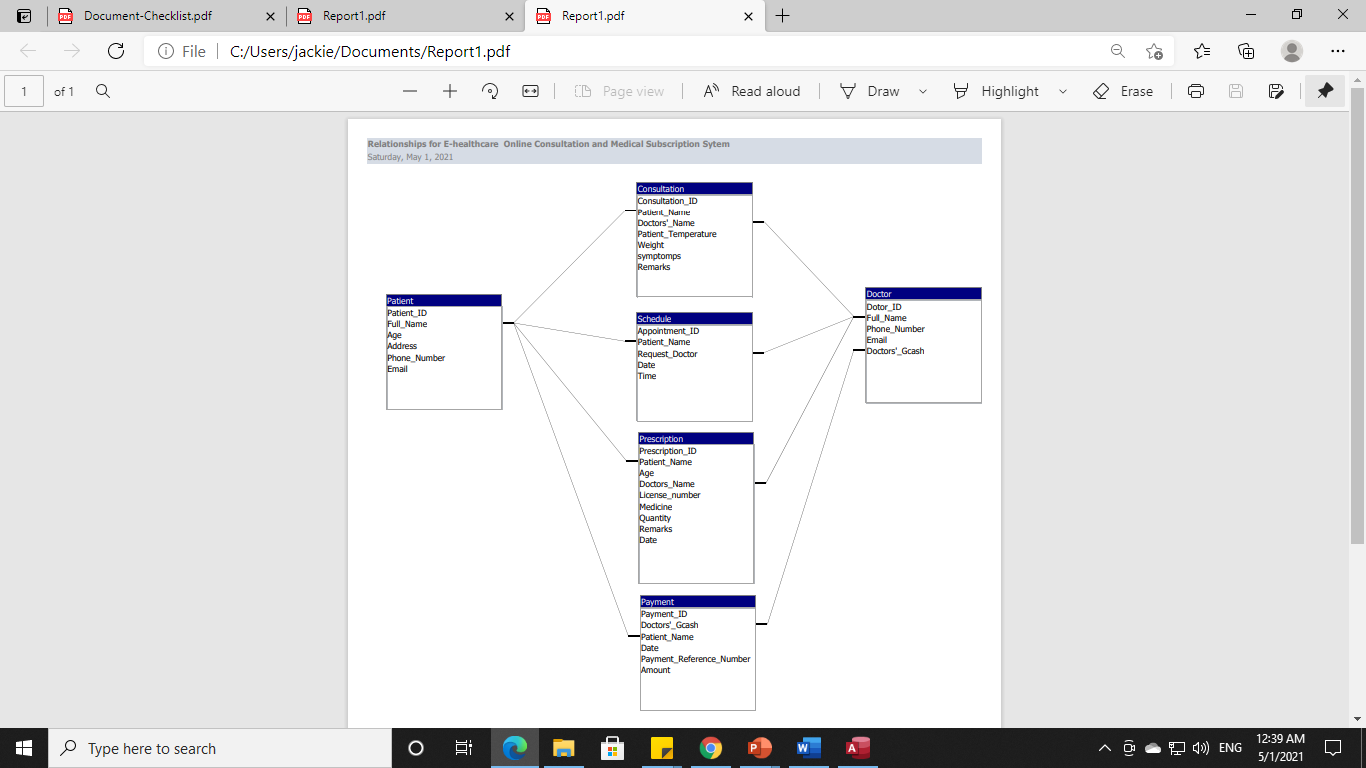 Document-Checklist.pdf
Report1.pdf
Report1.pdf
File
C:/Users/jackie/Documents/Report1.pdf
1
of 1
Page view
Read aloud
Draw
Highlight
Erase
Relationships for E-healthcare Online Consultation and Medical Subscription Sytem
Saturday, May 1, 2021
Consultation
Consultation_ID
Patient_Name
Doctors'_Name
Patient_Temperature
Weight
symptomps
Remarks
Patient
Patient_ID
Full_Name
Age
Address
Phone_Number
Email
Schedule
Appointment_ID
Patient_Name
Request_Doctor
Date
Time
Doctor
Dotor_ID
Full_Name
Phone_Number
Email
Doctors'_Gcash
Prescription
Prescription_ID
Patient_Name
Age
Doctors_Name
License_number
Medicine
Quantity
Remarks
Date
Payment
Payment_ID
Doctors'_Gcash
Patient_Name
Date
Payment_Reference_Number
Amount
Type here to search
ENG
12:39 AM
5/1/2021